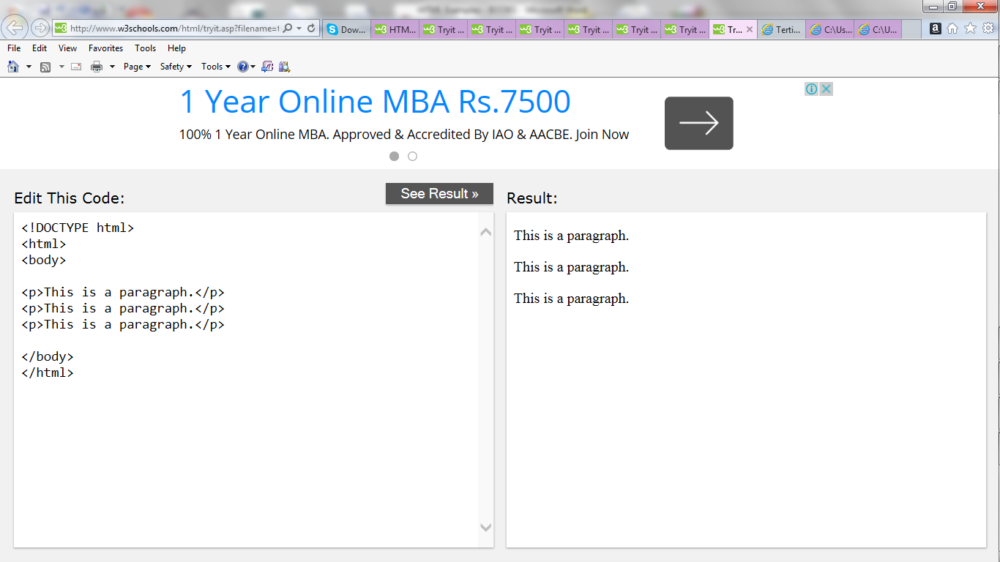 http://www.w3schools.com/html/tryit.asp?filename=t
Dow...
HTM...
Tryit ...
Tryit ...
Tryit ...
Tryit ...
Tryit ...
Tryit ...
Tr...
Terti...
C:\Us...
C:\U...
File Edit View Favorites Tools Help
Page Safety Tools
1 Year Online MBA Rs.7500
100% 1 Year Online MBA. Approved & Accredited By IAO & AACBE. Join Now
Edit This Code:
See Result »
<!DOCTYPE html>
<html>
<body>
<p>This is a paragraph.</p>
<p>This is a paragraph.</p>
<p>This is a paragraph.</p>
</body>
</html>
Result:
This is a paragraph.
This is a paragraph.
This is a paragraph.